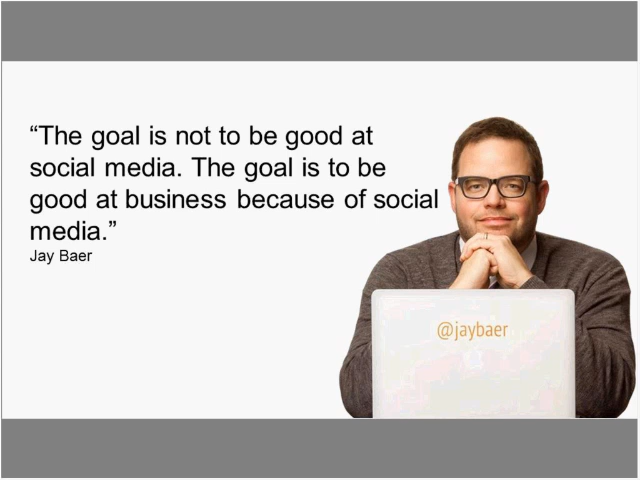 “The goal is not to be good at
social media. The goal is to be
good at business because of social
media.”
Jay Baer
@jaybaer